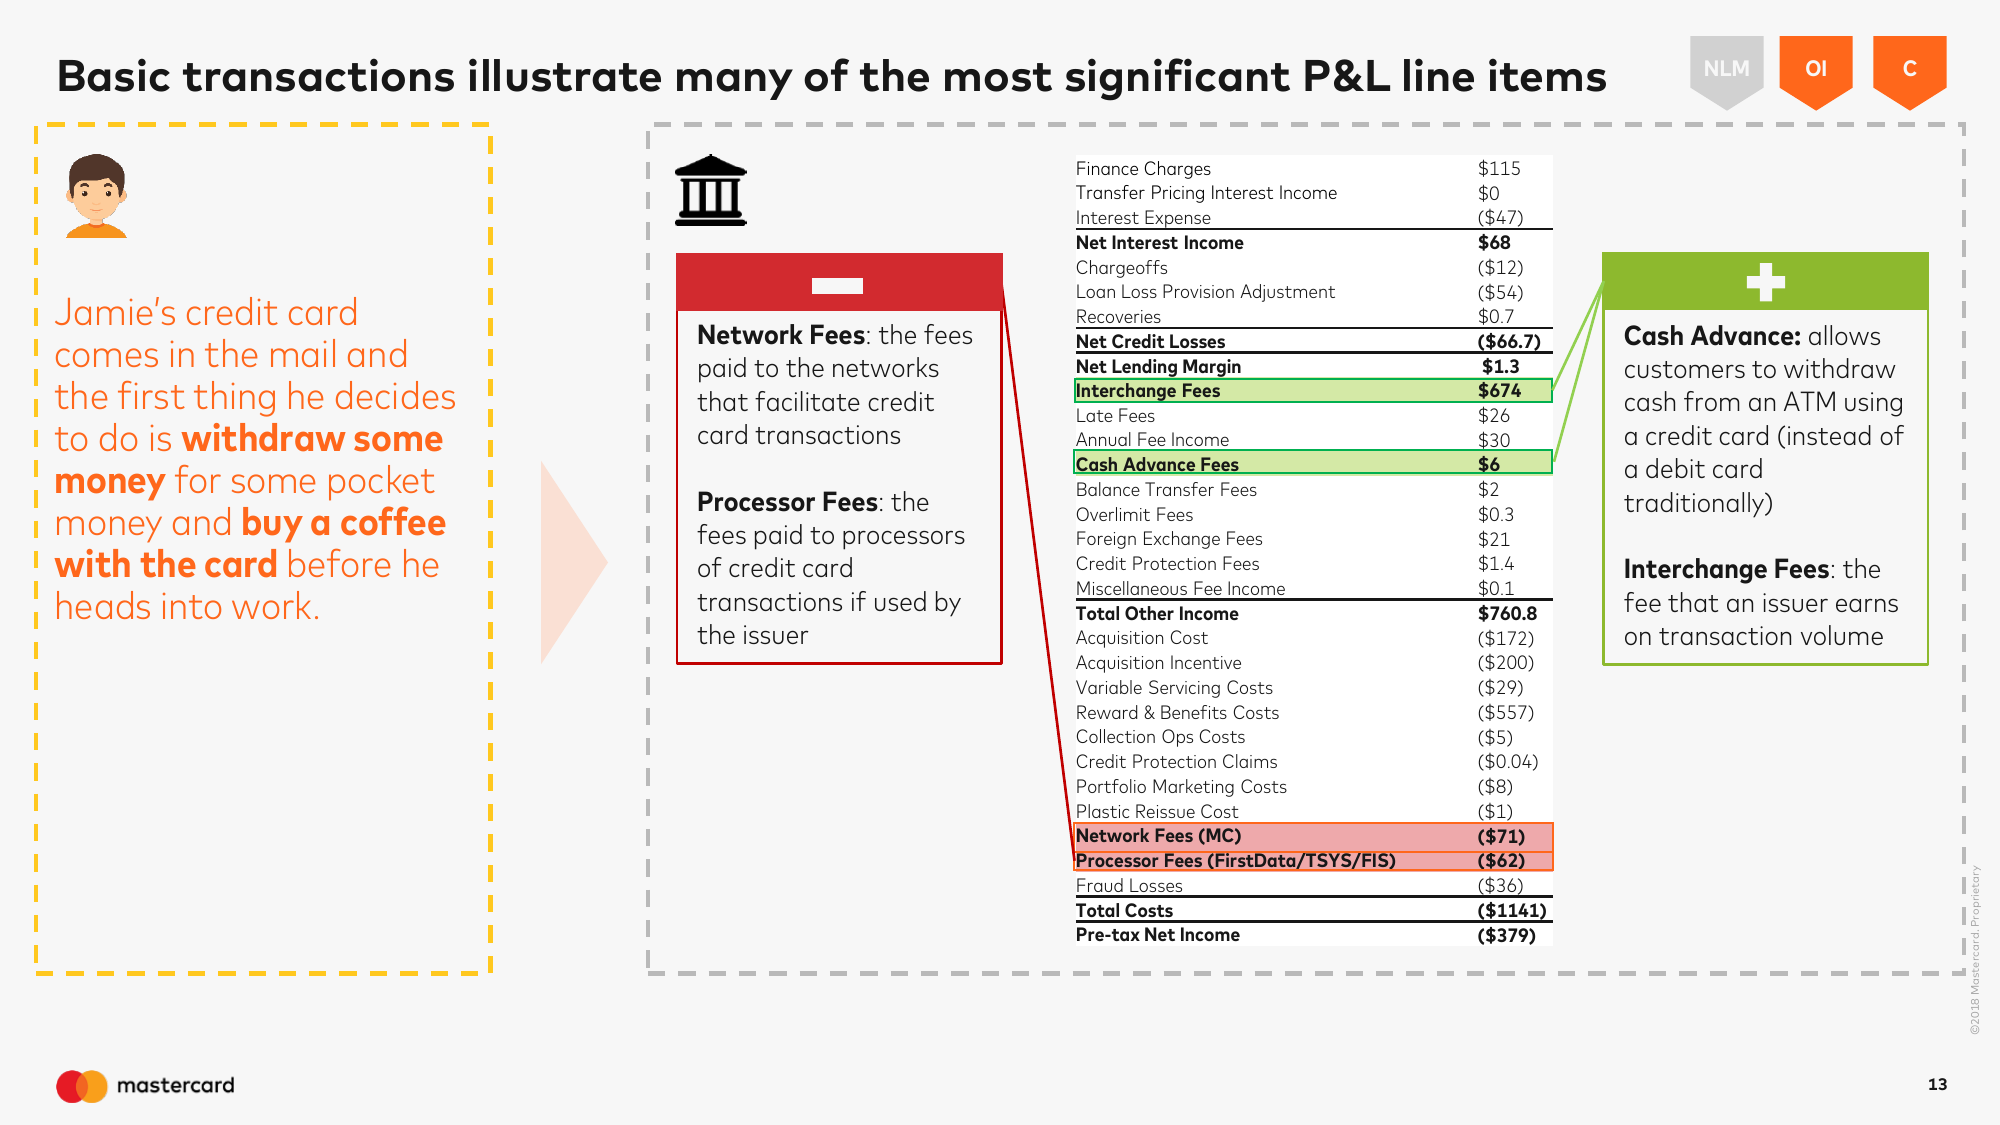 Basic transactions illustrate many of the most significant P&L line items
NLM
OI
C
Jamie’s credit card
comes in the mail and
the first thing he decides
to do is withdraw some
money for some pocket
money and buy a coffee
with the card before he
heads into work.
Network Fees: the fees
paid to the networks
that facilitate credit
card transactions
Processor Fees: the
fees paid to processors
of credit card
transactions if used by
the issuer
Finance Charges $115
Transfer Pricing Interest Income $0
Interest Expense ($47)
Net Interest Income $68
Chargeoffs ($12)
Loan Loss Provision Adjustment ($54)
Recoveries $0.7
Net Credit Losses ($66.7)
Net Lending Margin $1.3
Interchange Fees $674
Late Fees $26
Annual Fee Income $30
Cash Advance Fees $6
Balance Transfer Fees $2
Overlimit Fees $0.3
Foreign Exchange Fees $21
Credit Protection Fees $1.4
Miscellaneous Fee Income $0.1
Total Other Income $760.8
Acquisition Cost ($172)
Acquisition Incentive ($200)
Variable Servicing Costs ($29)
Reward & Benefits Costs ($557)
Collection Ops Costs ($5)
Credit Protection Claims ($0.04)
Portfolio Marketing Costs ($8)
Plastic Reissue Cost ($1)
Network Fees (MC) ($71)
Processor Fees (FirstData/TSYS/FIS) ($62)
Fraud Losses ($36)
Total Costs ($1141)
Pre-tax Net Income ($379)
Cash Advance: allows
customers to withdraw
cash from an ATM using
a credit card (instead of
a debit card
traditionally)
Interchange Fees: the
fee that an issuer earns
on transaction volume
©2018 Mastercard. Proprietary
mastercard
13